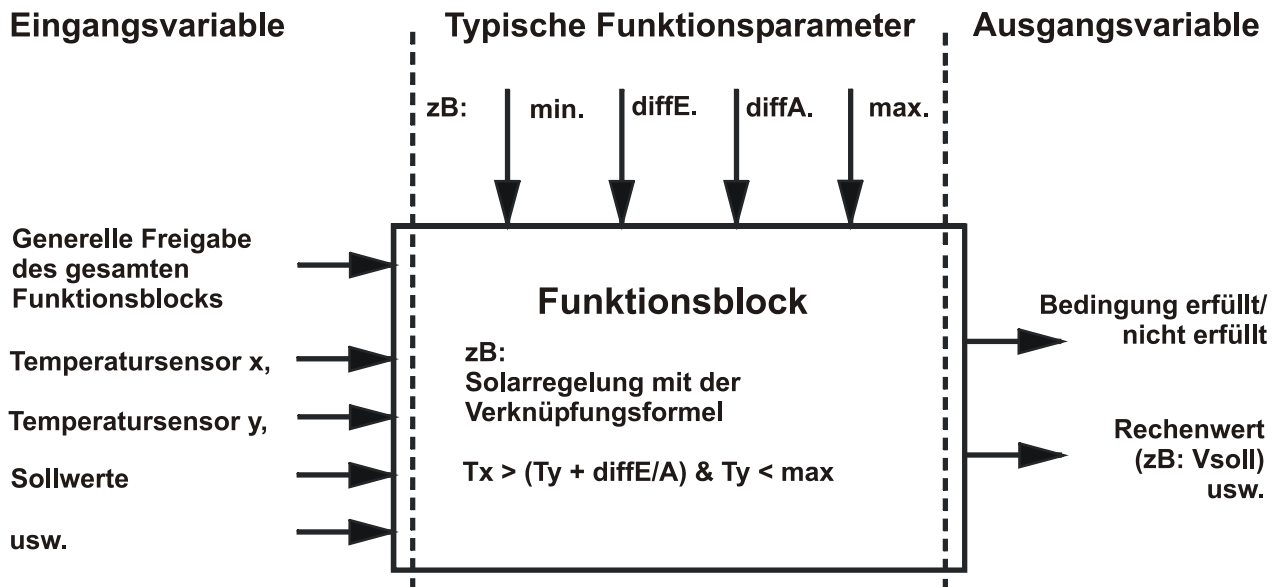 Eingangsvariable
Typische Funktionsparameter
Ausgangsvariable
zB:
min.
diffE.
diffA.
max.
Generelle Freigabe
des gesamten
Funktionsblocks
Temperatursensor x,
Temperatursensor y,
Sollwerte
usw.
Funktionsblock
zB:
Solarregelung mit der
Verknüpfungsformel
Tx > (Ty + diffE/A) & Ty < max
Bedingung erfüllt/
nicht erfüllt
Rechenwert
(zB: Vsoll)
usw.